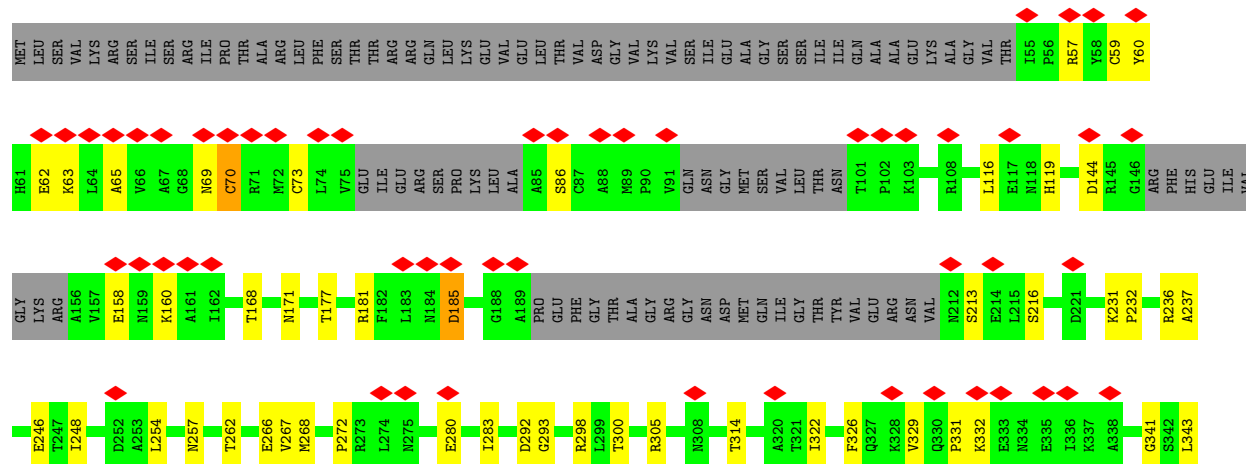 MET LEU SER VAL LYS ARG SER ILE SER ARG ILE PRO THR ALA ARG LEU PHE SER THR THR ARG ARG GLN LEU LYS GLU VAL GLU LEU THR VAL ASP GLY VAL LYS VAL SER ILE GLU ALA GLY SER SER ILE ILE GLN ALA ALA GLU LYS ALA GLY VAL THR I55 P56 R57 Y58 C59 Y60
H61 E62 K63 L64 A65 V66 A67 G68 N69 C70 R71 M72 C73 L74 V75 GLU ILE GLU ARG SER PRO LYS LEU ALA A85 S86 C87 A88 M89 P90 V91 GLN ASN GLY MET SER VAL LEU THR ASN T101 P102 K103 R108 L116 E117 N118 H119 D144 R145 G146 ARG PHE HIS GLU ILE VAL
GLY LYS ARG A156 V157 E158 N159 K160 A161 I162 T168 N171 T177 R181 F182 L183 N184 D185 G188 A189 PRO GLU PHE GLY THR ALA GLY ARG GLY ASN ASP MET GLN ILE GLY THR TYR VAL GLU ARG ASN VAL N212 S213 E214 L215 S216 D221 K231 P232 R236 A237
E246 T247 I248 D252 A253 L254 N257 T262 E266 V267 M268 P272 R273 L274 N275 E280 I283 D292 G293 R298 L299 T300 R305 N308 T314 A320 T321 I322 F326 Q327 K328 V329 Q330 P331 K332 E333 N334 E335 I336 K337 A338 G341 S342 L343